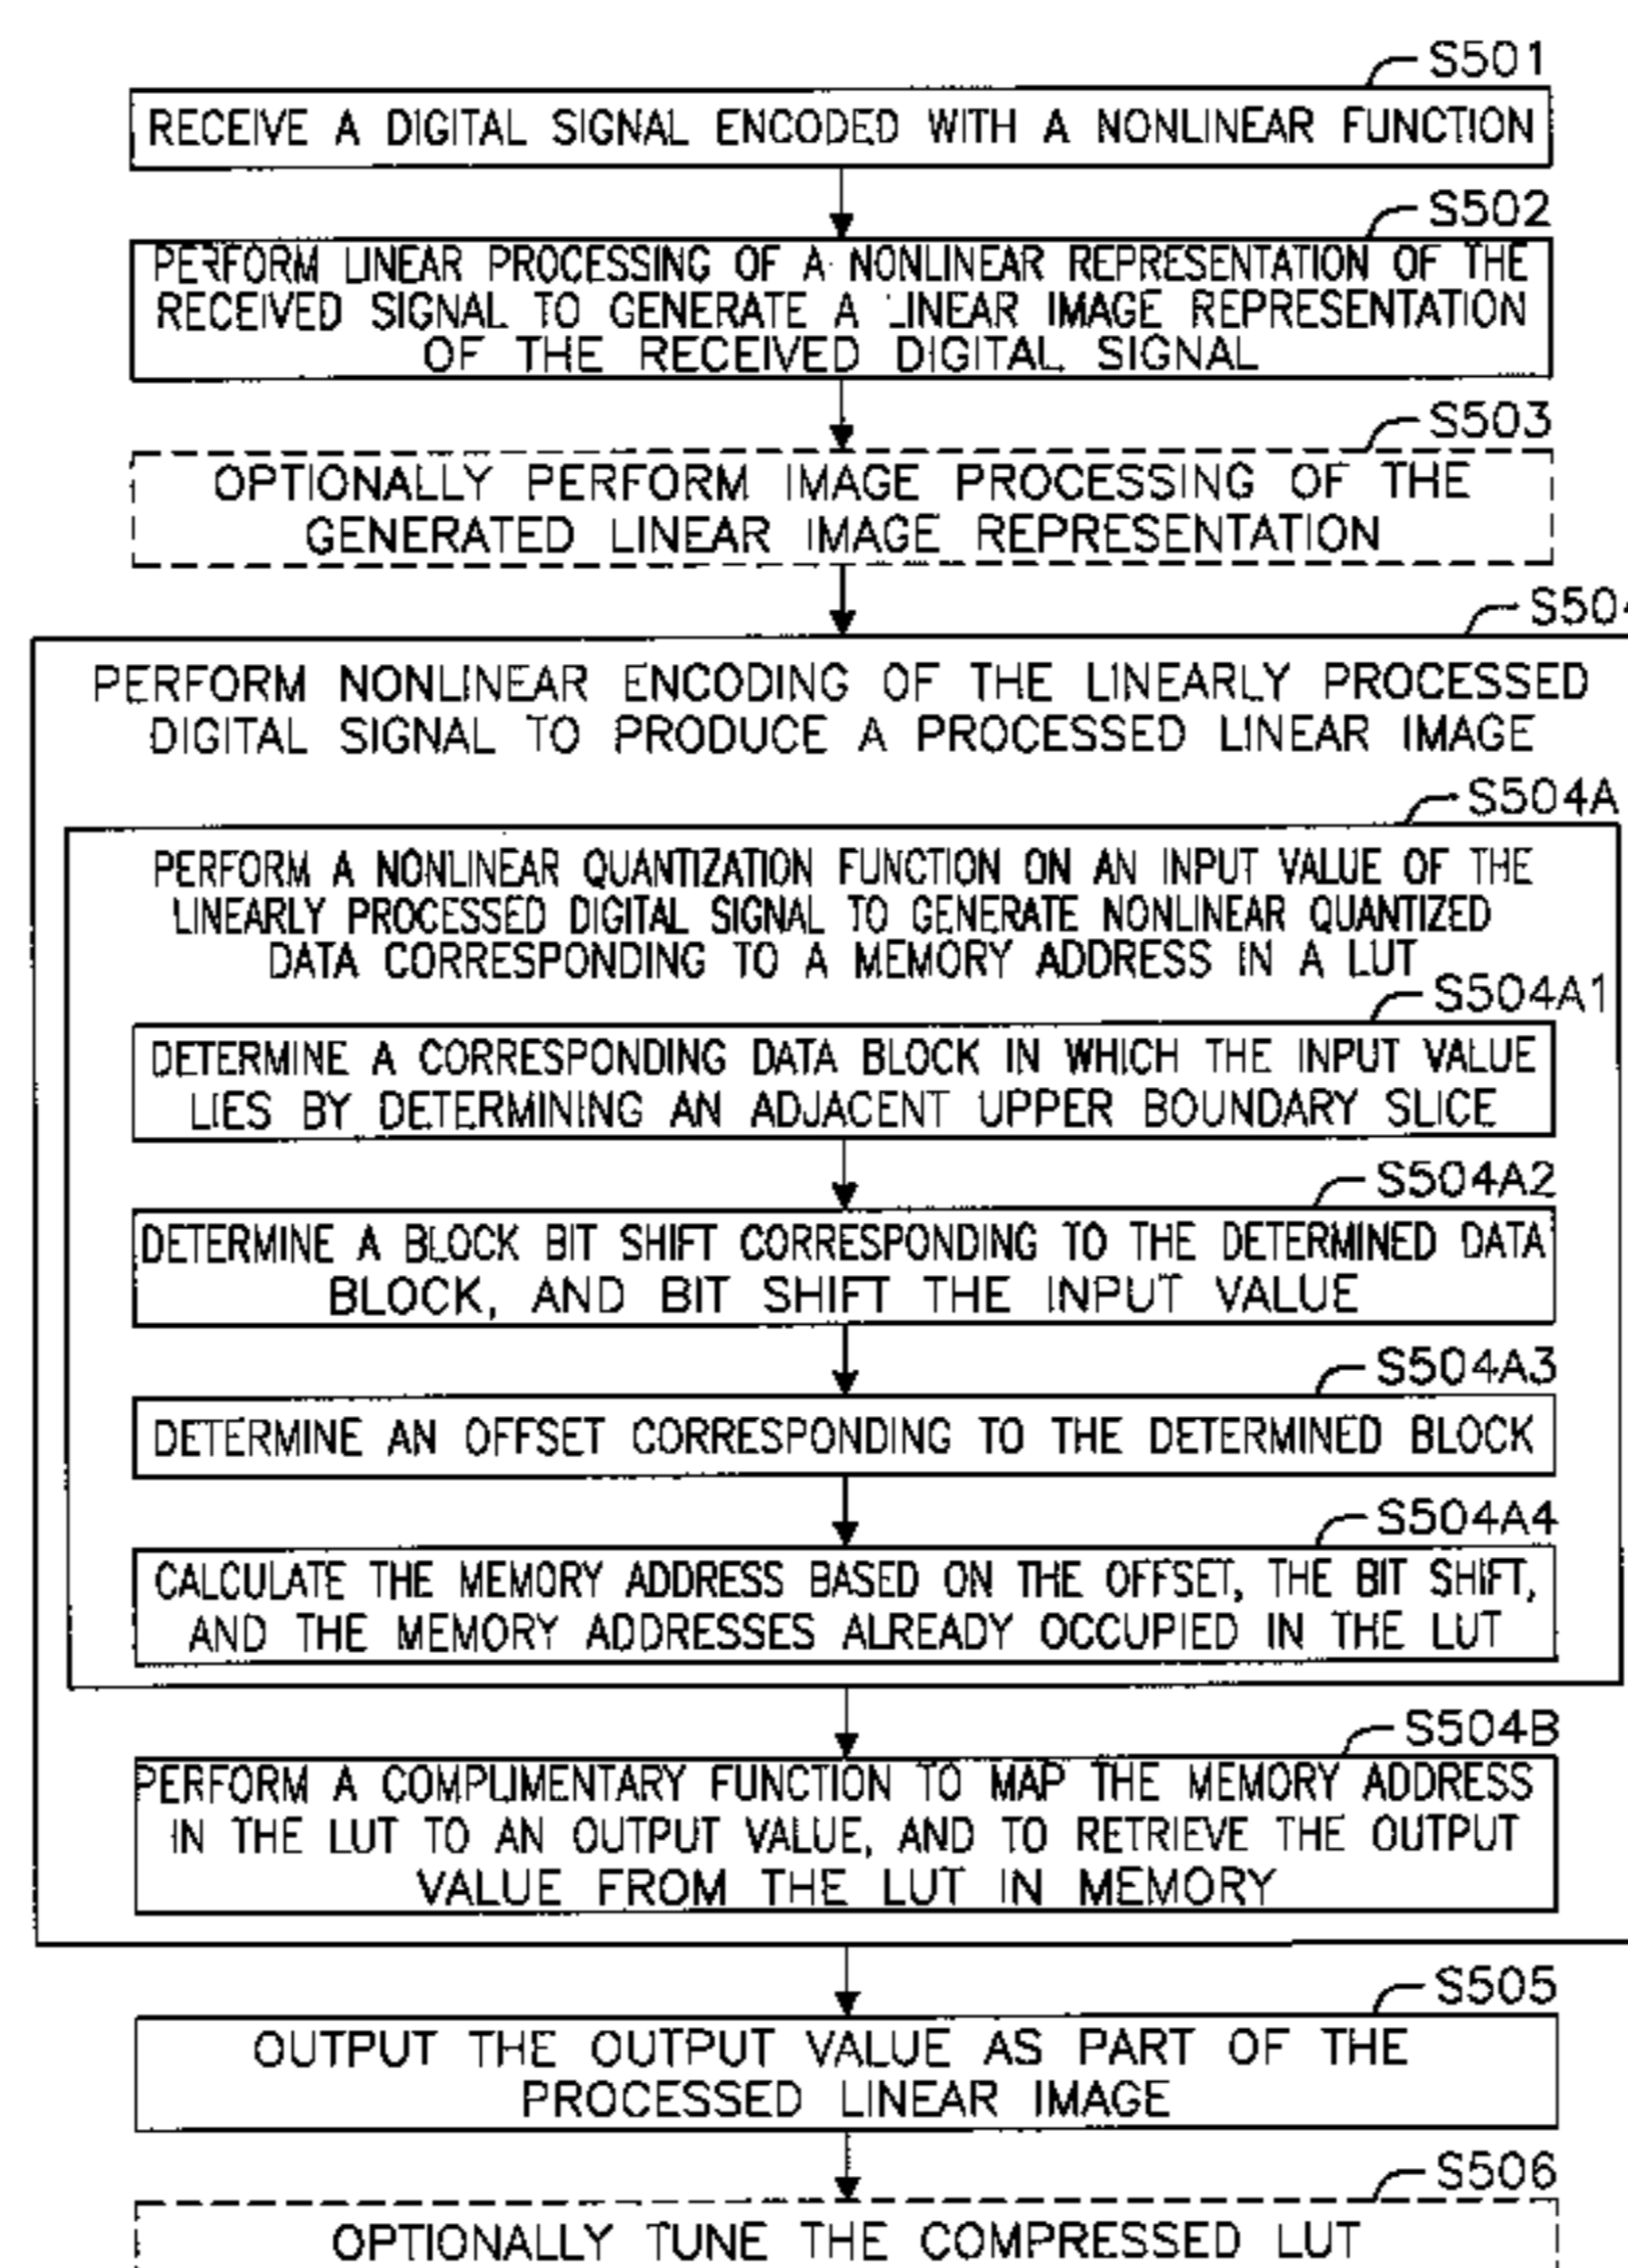 S501
RECEIVE A DIGITAL SIGNAL ENCODED WITH A NONLINEAR FUNCTION
S502
PERFORM LINEAR PROCESSING OF A NONLINEAR REPRESENTATION OF THE
RECEIVED SIGNAL TO GENERATE A LINEAR IMAGE REPRESENTATION
OF THE RECEIVED DIGITAL SIGNAL
S503
OPTIONALLY PERFORM IMAGE PROCESSING OF THE
GENERATED LINEAR IMAGE REPRESENTATION
S504
PERFORM NONLINEAR ENCODING OF THE LINEARLY PROCESSED
DIGITAL SIGNAL TO PRODUCE A PROCESSED LINEAR IMAGE
S504A
PERFORM A NONLINEAR QUANTIZATION FUNCTION ON AN INPUT VALUE OF THE
LINEARLY PROCESSED DIGITAL SIGNAL TO GENERATE NONLINEAR QUANTIZED
DATA CORRESPONDING TO A MEMORY ADDRESS IN A LUT
S504A1
DETERMINE A CORRESPONDING DATA BLOCK IN WHICH THE INPUT VALUE
LIES BY DETERMINING AN ADJACENT UPPER BOUNDARY SLICE
S504A2
DETERMINE A BLOCK BIT SHIFT CORRESPONDING TO THE DETERMINED DATA
BLOCK, AND BIT SHIFT THE INPUT VALUE
S504A3
DETERMINE AN OFFSET CORRESPONDING TO THE DETERMINED BLOCK
S504A4
CALCULATE THE MEMORY ADDRESS BASED ON THE OFFSET, THE BIT SHIFT,
AND THE MEMORY ADDRESSES ALREADY OCCUPIED IN THE LUT
S504B
PERFORM A COMPLIMENTARY FUNCTION TO MAP THE MEMORY ADDRESS
IN THE LUT TO AN OUTPUT VALUE, AND TO RETRIEVE THE OUTPUT
VALUE FROM THE LUT IN MEMORY
S505
OUTPUT THE OUTPUT VALUE AS PART OF THE
PROCESSED LINEAR IMAGE
S506
OPTIONALLY TUNE THE COMPRESSED LUT